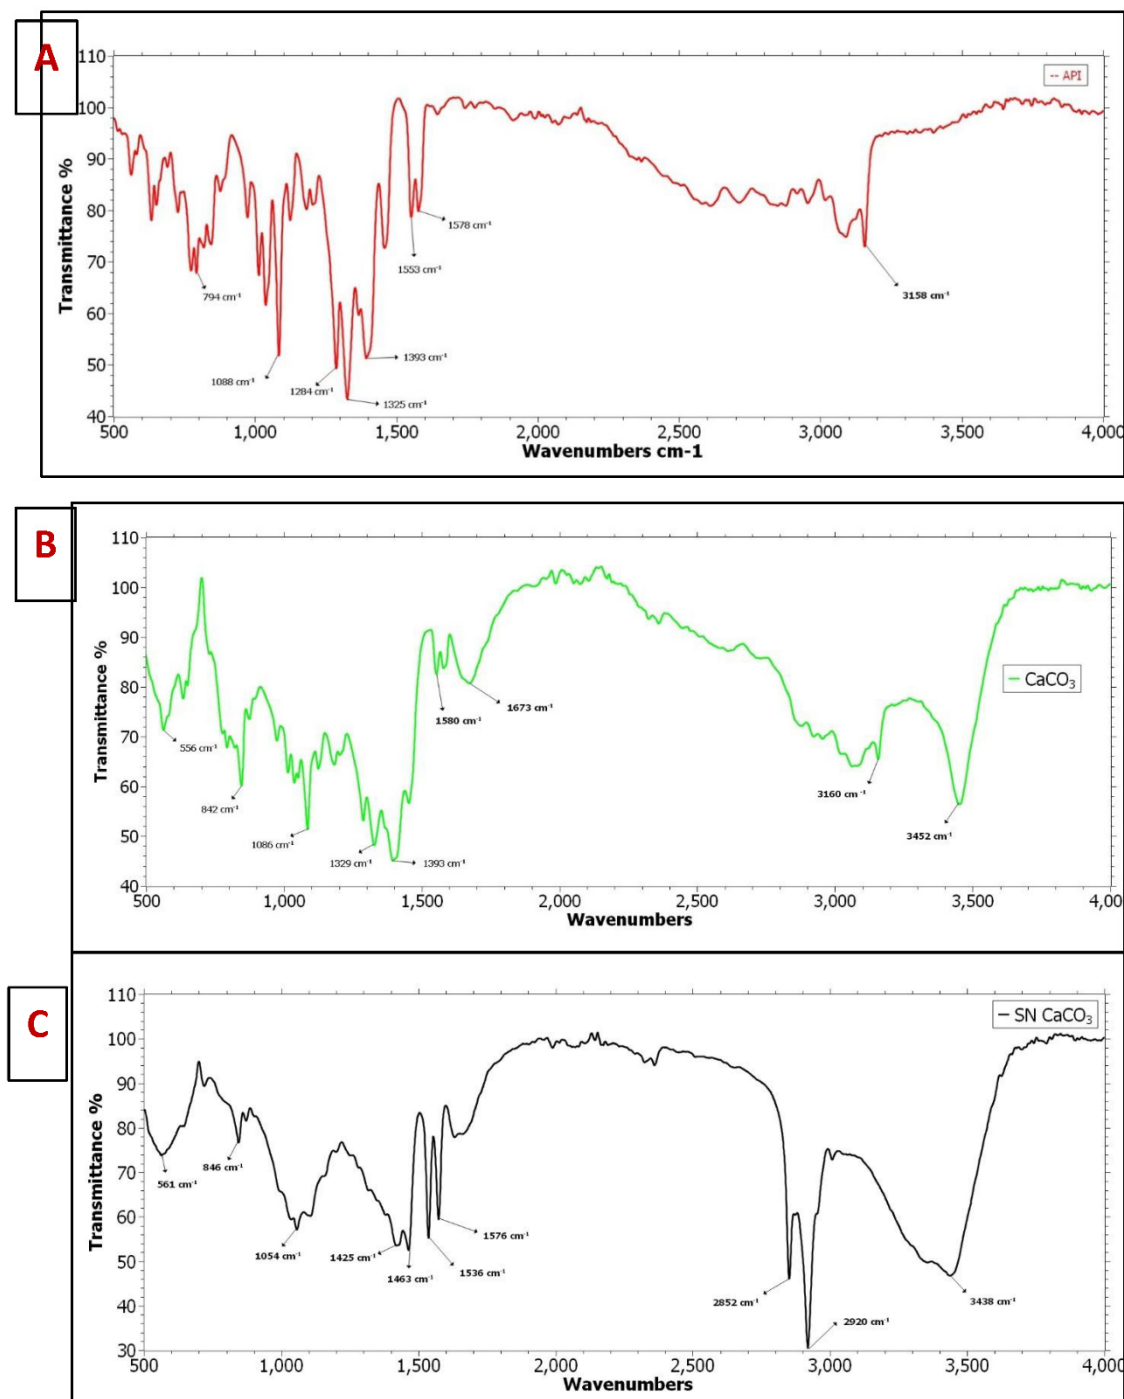 A
-- API
110
100
90
80
70
60
50
40
Transmittance %
794 cm-1
1088 cm-1
1284 cm-1
1325 cm-1
1393 cm-1
1553 cm-1
1578 cm-1
3158 cm-1
500 1,000 1,500 2,000 2,500 3,000 3,500 4,000
Wavenumbers cm-1
B
CaCO3
110
100
90
80
70
60
50
40
Transmittance %
556 cm-1
842 cm-1
1086 cm-1
1329 cm-1
1393 cm-1
1580 cm-1
1673 cm-1
3160 cm-1
3452 cm-1
500 1,000 1,500 2,000 2,500 3,000 3,500 4,00
Wavenumbers
C
SN CaCO3
110
100
90
80
70
60
50
40
30
Transmittance %
561 cm-1
846 cm-1
1054 cm-1
1425 cm-1
1463 cm-1
1536 cm-1
1576 cm-1
2852 cm-1
2920 cm-1
3438 cm-1
500 1,000 1,500 2,000 2,500 3,000 3,500 4,000
Wavenumbers